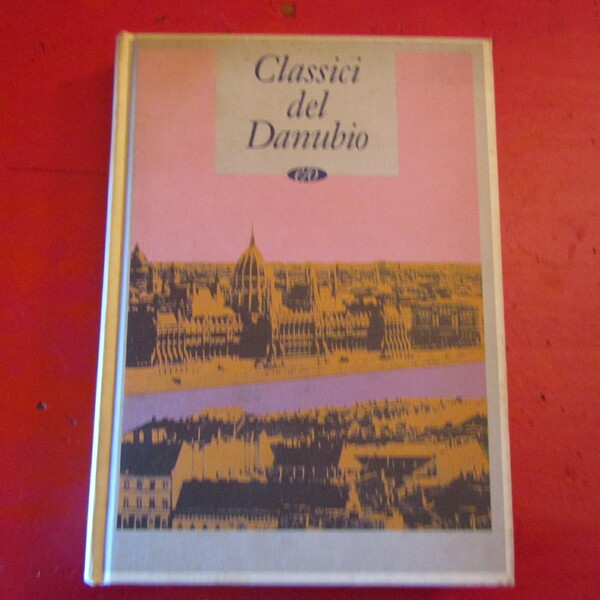 Classici
del
Danubio
e/o